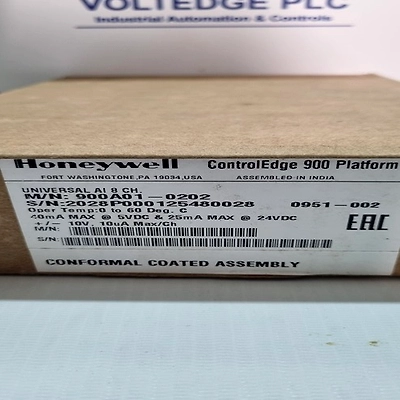 VOLTEDGE PLC
Industrial Automation & Controls
Honeywell ControlEdge 900 Platform
FORT WASHINGTONE,PA 19034,USA ASSEMBLED IN INDIA
UNIVERSAL AI 8 CH
M/N: 900A01-0202
S/N:2028P000125480028 0951-002
Oper Temp:0 to 60 Deg. C
40mA MAX @ 5VDC & 25mA MAX @ 24VDC
+/- 10V, 10uA Max/Ch
M/N:
S/N:
EAC
CONFORMAL COATED ASSEMBLY